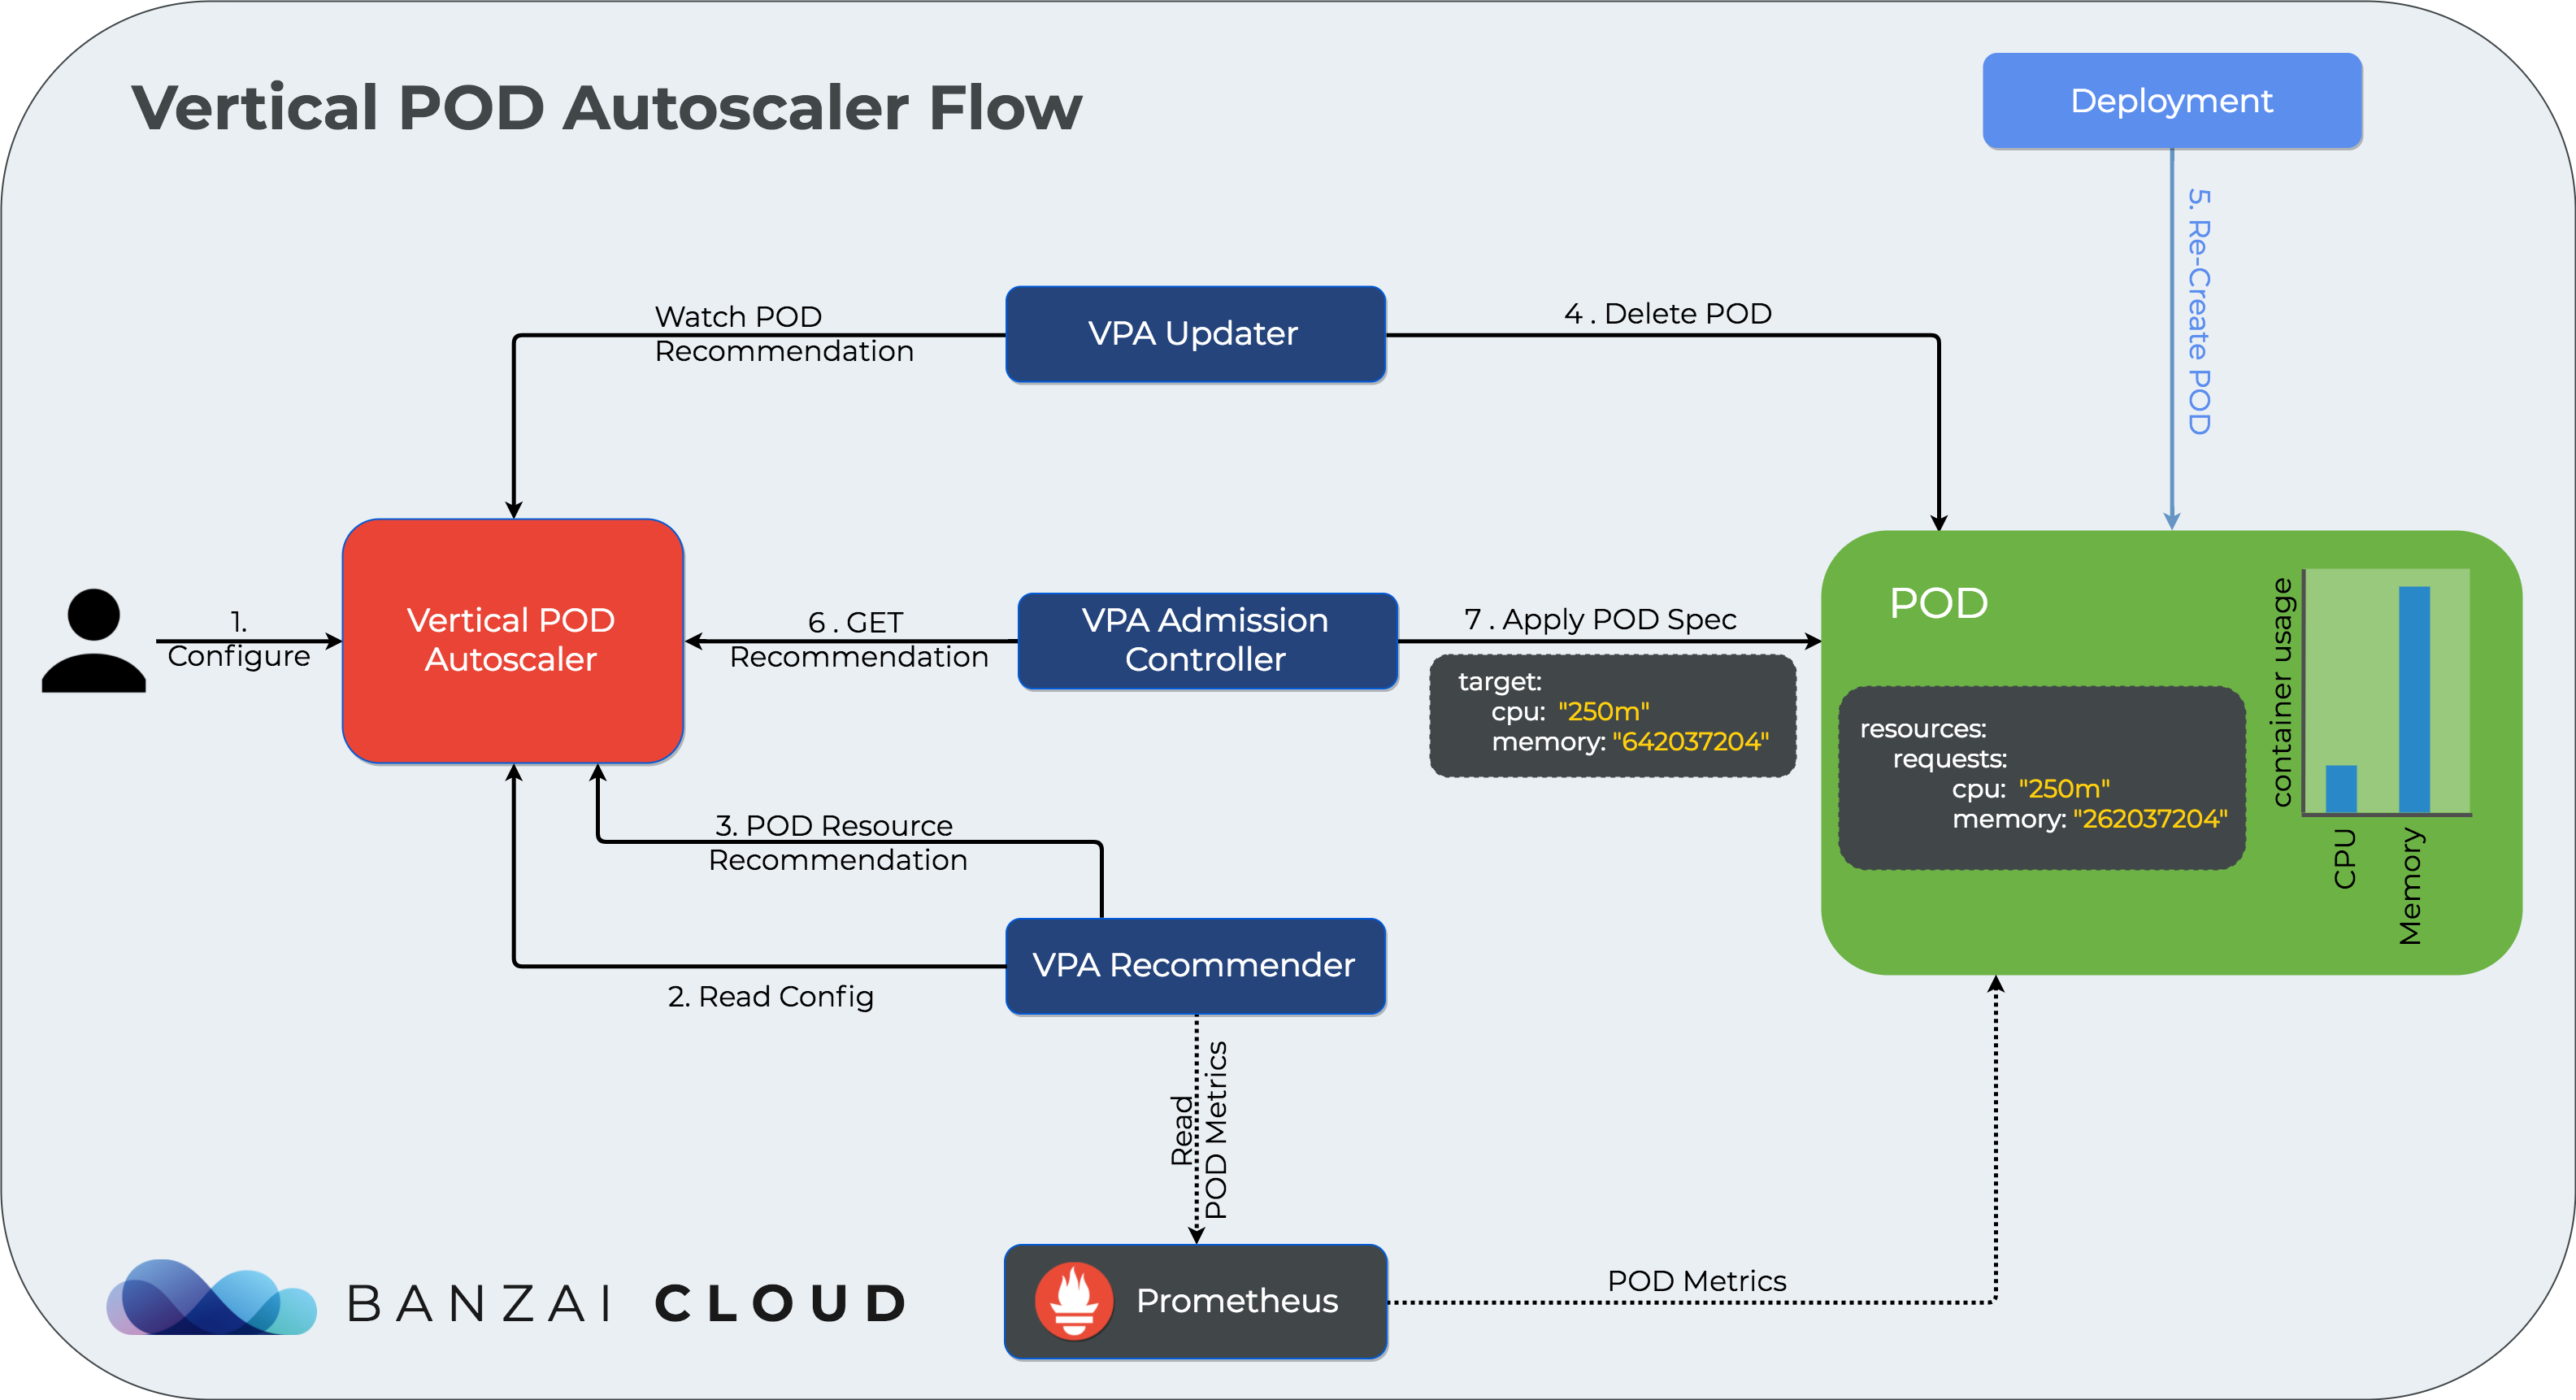 Vertical POD Autoscaler Flow
Deployment
5. Re-Create POD
Watch POD
Recommendation
VPA Updater
4 . Delete POD
1.
Configure
Vertical POD
Autoscaler
6 . GET
Recommendation
VPA Admission
Controller
7 . Apply POD Spec
target:
cpu: "250m"
memory: "642037204"
POD
resources:
requests:
cpu: "250m"
memory: "262037204"
container usage
CPU
Memory
3. POD Resource
Recommendation
2. Read Config
VPA Recommender
Read
POD Metrics
Prometheus
POD Metrics
BANZAI CLOUD